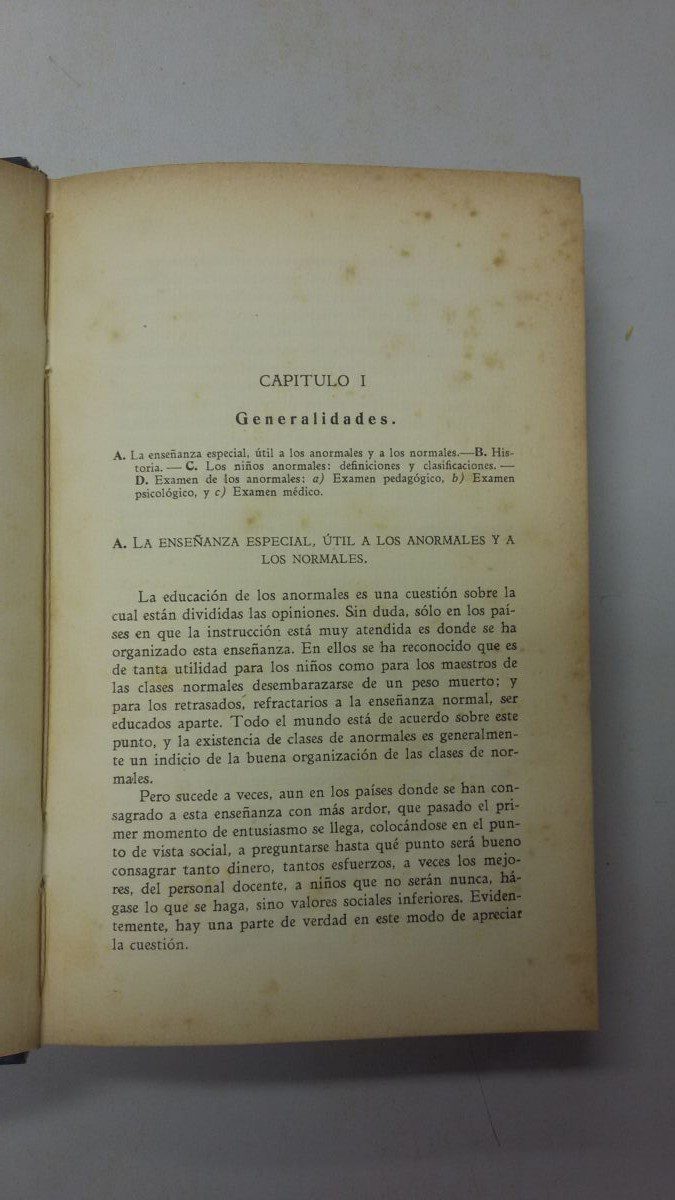 CAPITULO I
Generalidades.
A. La enseñanza especial, útil a los anormales y a los normales.—B. His-
toria. — C. Los niños anormales: definiciones y clasificaciones. —
D. Examen de los anormales: a) Examen pedagógico, b) Examen
psicológico, y c) Examen médico.
A. LA ENSEÑANZA ESPECIAL, ÚTIL A LOS ANORMALES Y A
LOS NORMALES.
La educación de los anormales es una cuestión sobre la
cual están divididas las opiniones. Sin duda, sólo en los paí-
ses en que la instrucción está muy atendida es donde se ha
organizado esta enseñanza. En ellos se ha reconocido que es
de tanta utilidad para los niños como para los maestros de
las clases normales desembarazarse de un peso muerto; y
para los retrasados, refractarios a la enseñanza normal, ser
educados aparte. Todo el mundo está de acuerdo sobre este
punto, y la existencia de clases de anormales es generalmen-
te un indicio de la buena organización de las clases de nor-
males.
Pero sucede a veces, aun en los países donde se han con-
sagrado a esta enseñanza con más ardor, que pasado el pri-
mer momento de entusiasmo se llega, colocándose en el pun-
to de vista social, a preguntarse hasta qué punto será bueno
consagrar tanto dinero, tantos esfuerzos, a veces los mejo-
res, del personal docente, a niños que no serán nunca, há-
gase lo que se haga, sino valores sociales inferiores. Eviden-
temente, hay una parte de verdad en este modo de apreciar
la cuestión.